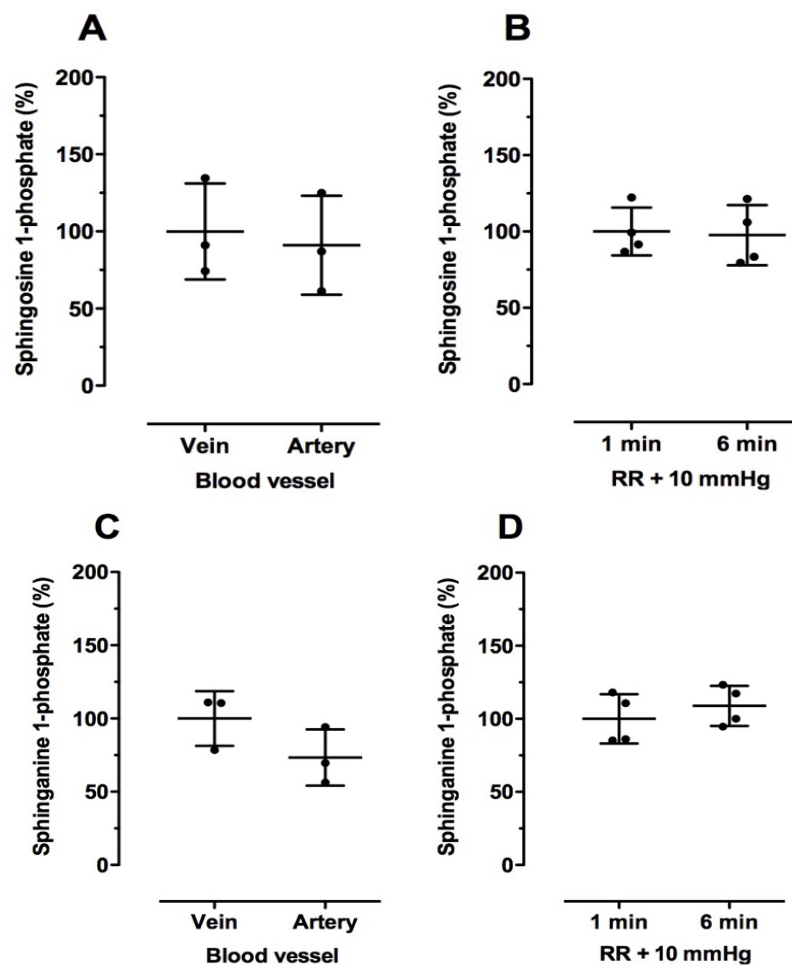 A
Sphingosine 1-phosphate (%)
200
150
100
50
0
Vein Artery
Blood vessel
B
Sphingosine 1-phosphate (%)
200
150
100
50
0
1 min 6 min
RR + 10 mmHg
C
Sphinganine 1-phosphate (%)
200
150
100
50
0
Vein Artery
Blood vessel
D
Sphinganine 1-phosphate (%)
200
150
100
50
0
1 min 6 min
RR + 10 mmHg